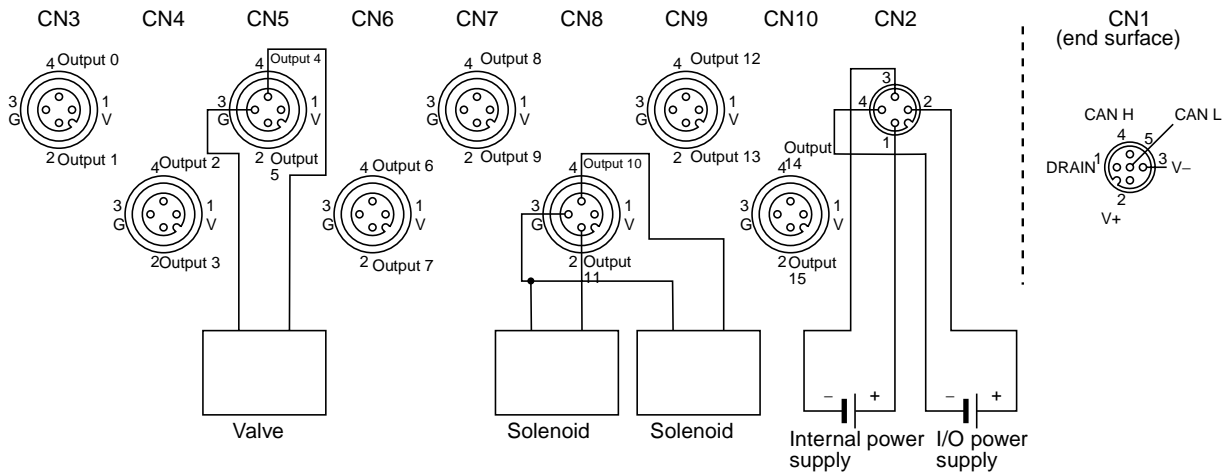 CN3
CN4
CN5
CN6
CN7
CN8
CN9
CN10
CN2
CN1
(end surface)
4
Output 0
3
G
1
V
2
Output 1
4
Output 2
3
G
1
V
2
Output 3
4
Output 4
3
G
1
V
2
Output
5
4
Output 6
3
G
1
V
2
Output 7
4
Output 8
3
G
1
V
2
Output 9
4
Output 10
3
G
1
V
2
Output
11
4
Output 12
3
G
1
V
2
Output 13
4
Output
14
3
G
1
V
2
Output
15
3
4
2
1
CAN H
CAN L
4
5
DRAIN
1
3
V−
2
V+
Valve
Solenoid
Solenoid
− +
Internal power
supply
− +
I/O power
supply